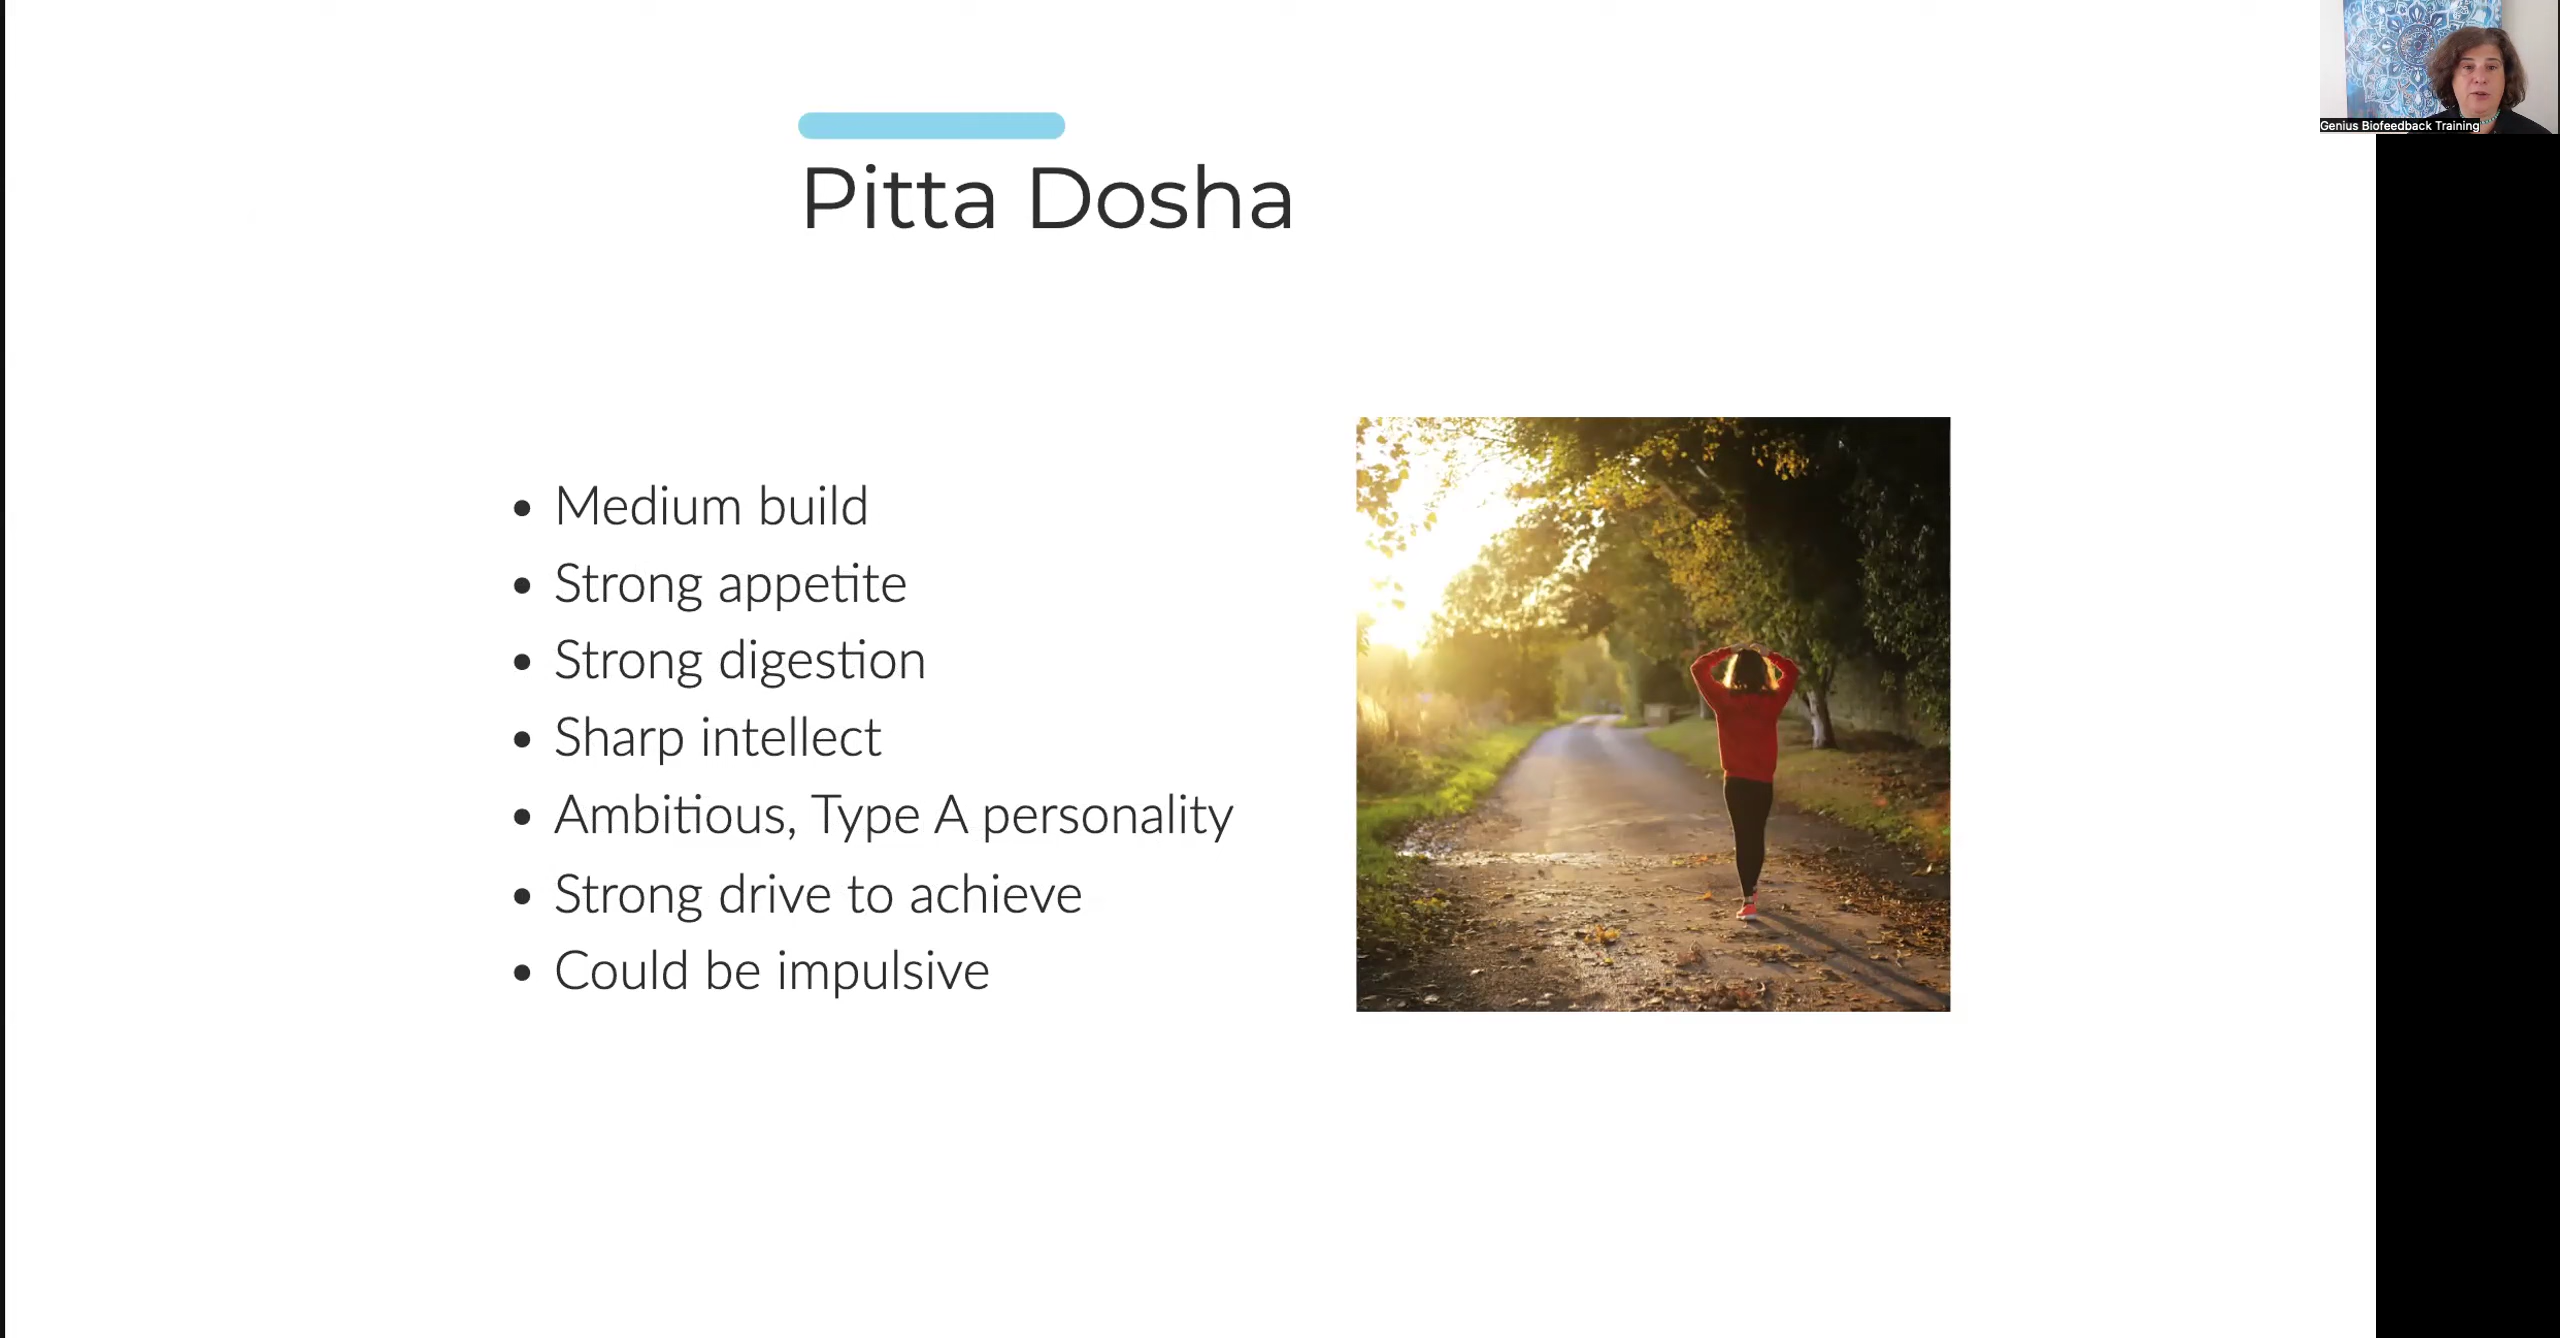 Genius Biofeedback Training
Pitta Dosha
• Medium build
• Strong appetite
• Strong digestion
• Sharp intellect
• Ambitious, Type A personality
• Strong drive to achieve
• Could be impulsive